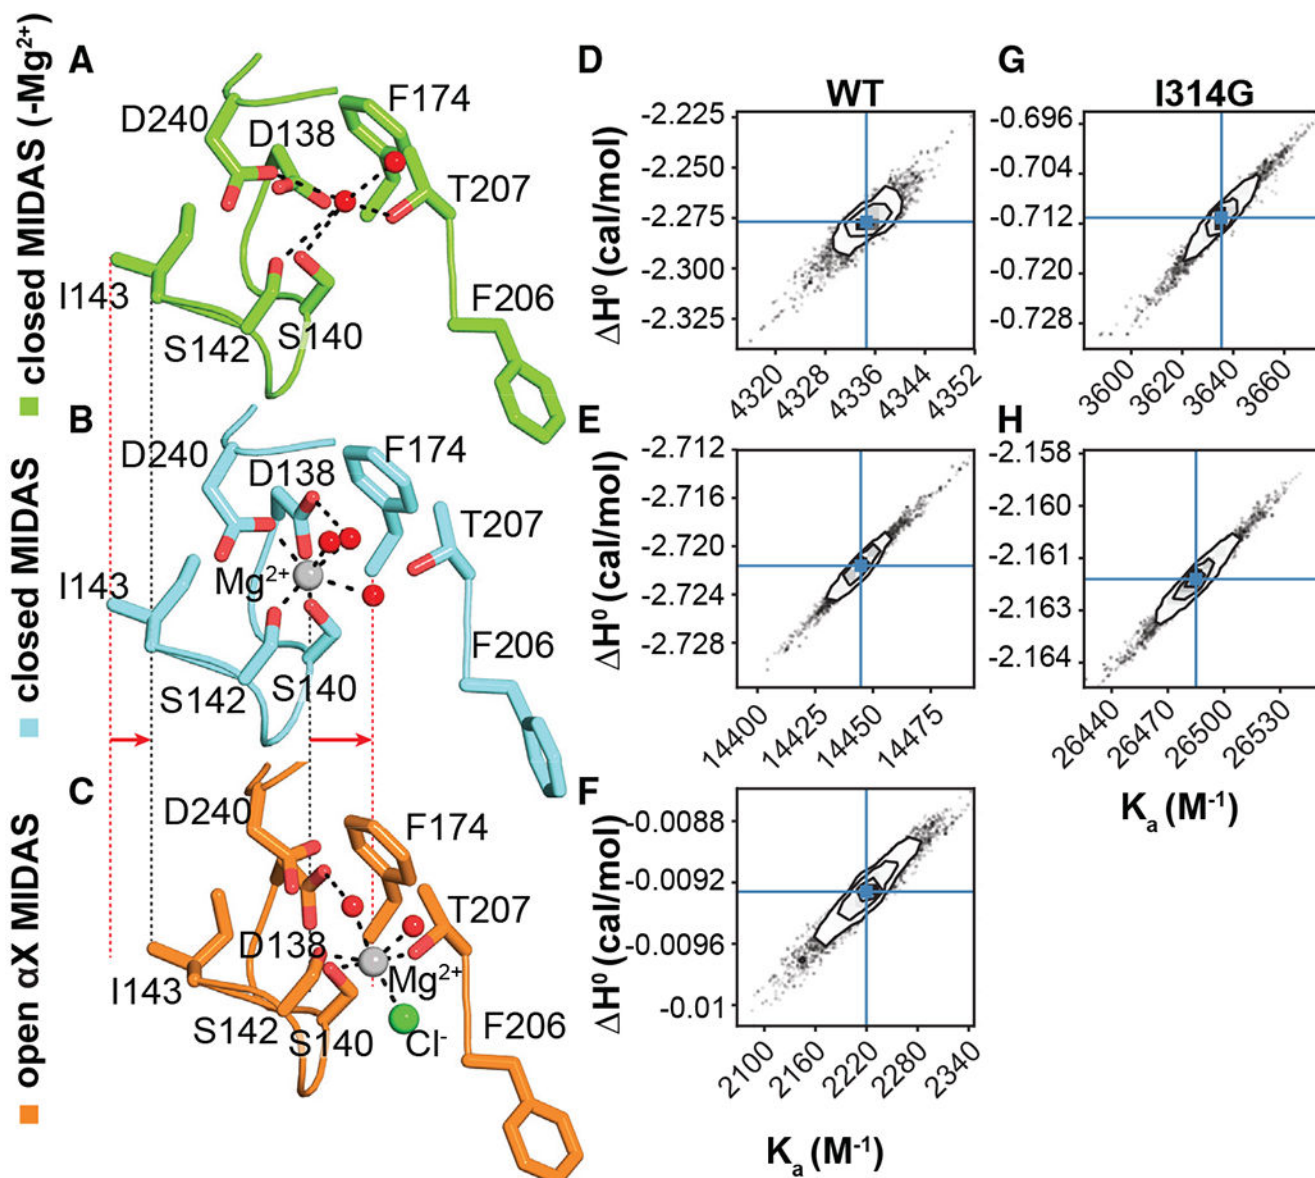 closed MIDAS (-Mg²⁺)
closed MIDAS
open αX MIDAS
A
D240
D138
F174
T207
I143
S142
S140
F206
B
D240
D138
F174
T207
Mg²⁺
I143
F206
S142
S140
C
D240
F174
T207
D138
Mg²⁺
I143
S142
S140
Cl⁻
F206
D
WT
ΔH⁰ (cal/mol)
-2.225
-2.250
-2.275
-2.300
-2.325
4320
4328
4336
4344
4352
G
I314G
-0.696
-0.704
-0.712
-0.720
-0.728
3600
3620
3640
3660
E
ΔH⁰ (cal/mol)
-2.712
-2.716
-2.720
-2.724
-2.728
14400
14425
14450
14475
H
-2.158
-2.160
-2.161
-2.163
-2.164
26440
26470
26500
26530
Kₐ (M⁻¹)
F
ΔH⁰ (cal/mol)
-0.0088
-0.0092
-0.0096
-0.01
2100
2160
2220
2280
2340
Kₐ (M⁻¹)